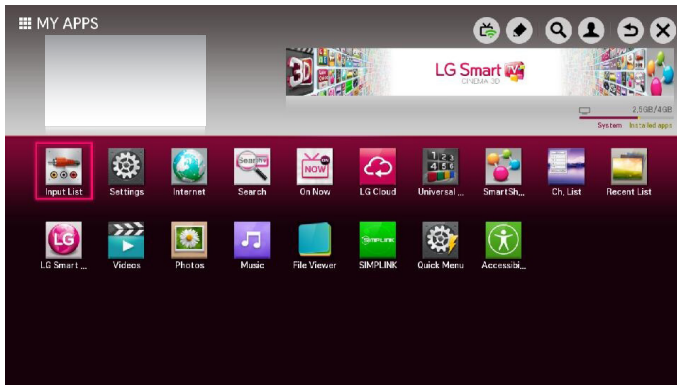 MY APPS
3D
LG Smart TV
CINEMA 3D
2.5GB/4GB
System Installed apps
Input List
Settings
Internet
Search
On Now
LG Cloud
Universal ...
SmartSh...
Ch. List
Recent List
LG Smart ...
Videos
Photos
Music
File Viewer
SIMPLINK
Quick Menu
Accessibi...